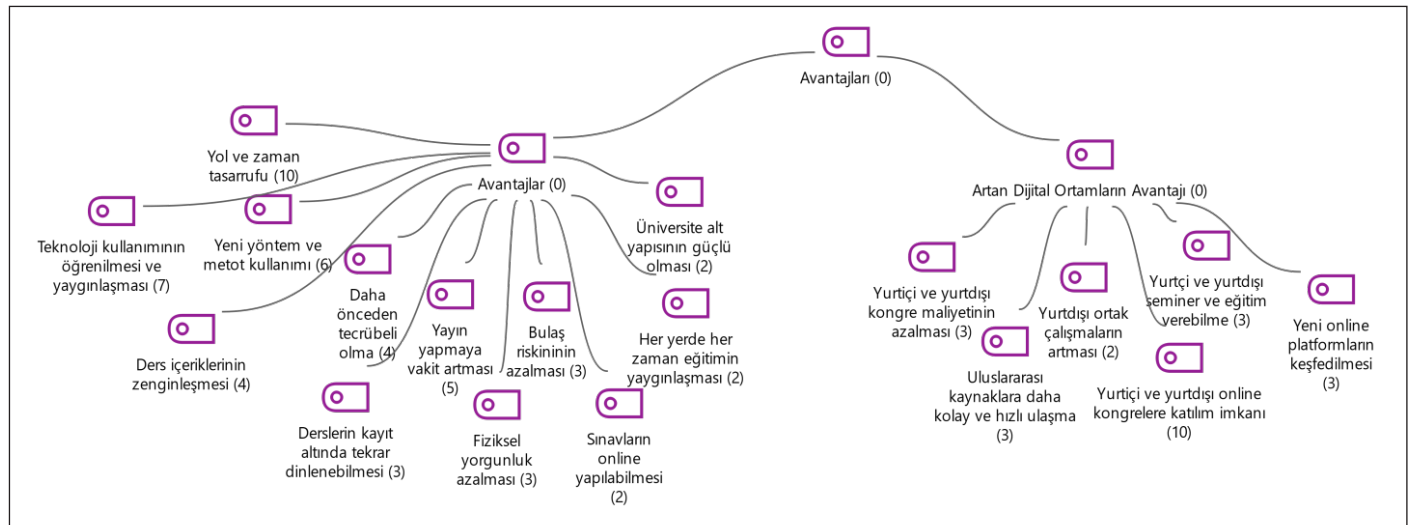 Avantajları (0)
Avantajlar (0)
Yol ve zaman
tasarrufu (10)
Teknoloji kullanımının
öğrenilmesi ve
yaygınlaşması (7)
Yeni yöntem ve
metot kullanımı (6)
Ders içeriklerinin
zenginleşmesi (4)
Daha
önceden
tecrübeli
olma (4)
Derslerin kayıt
altında tekrar
dinlenebilmesi (3)
Yayın
yapmaya
vakit artması
(5)
Fiziksel
yorgunluk
azalması (3)
Bulaş
riskininin
azalması (3)
Sınavların
online
yapılabilmesi
(2)
Üniversite alt
yapısının güçlü
olması (2)
Her yerde her
zaman eğitimin
yaygınlaşması (2)
Artan Dijital Ortamların Avantajı (0)
Yurtiçi ve yurtdışı
kongre maliyetinin
azalması (3)
Uluslararası
kaynaklara daha
kolay ve hızlı ulaşma
(3)
Yurtdışı ortak
çalışmaların
artması (2)
Yurtiçi ve yurtdışı online
kongrelere katılım imkanı
(10)
Yurtçi ve yurtdışı
seminer ve eğitim
verebilme (3)
Yeni online
platformların
keşfedilmesi
(3)